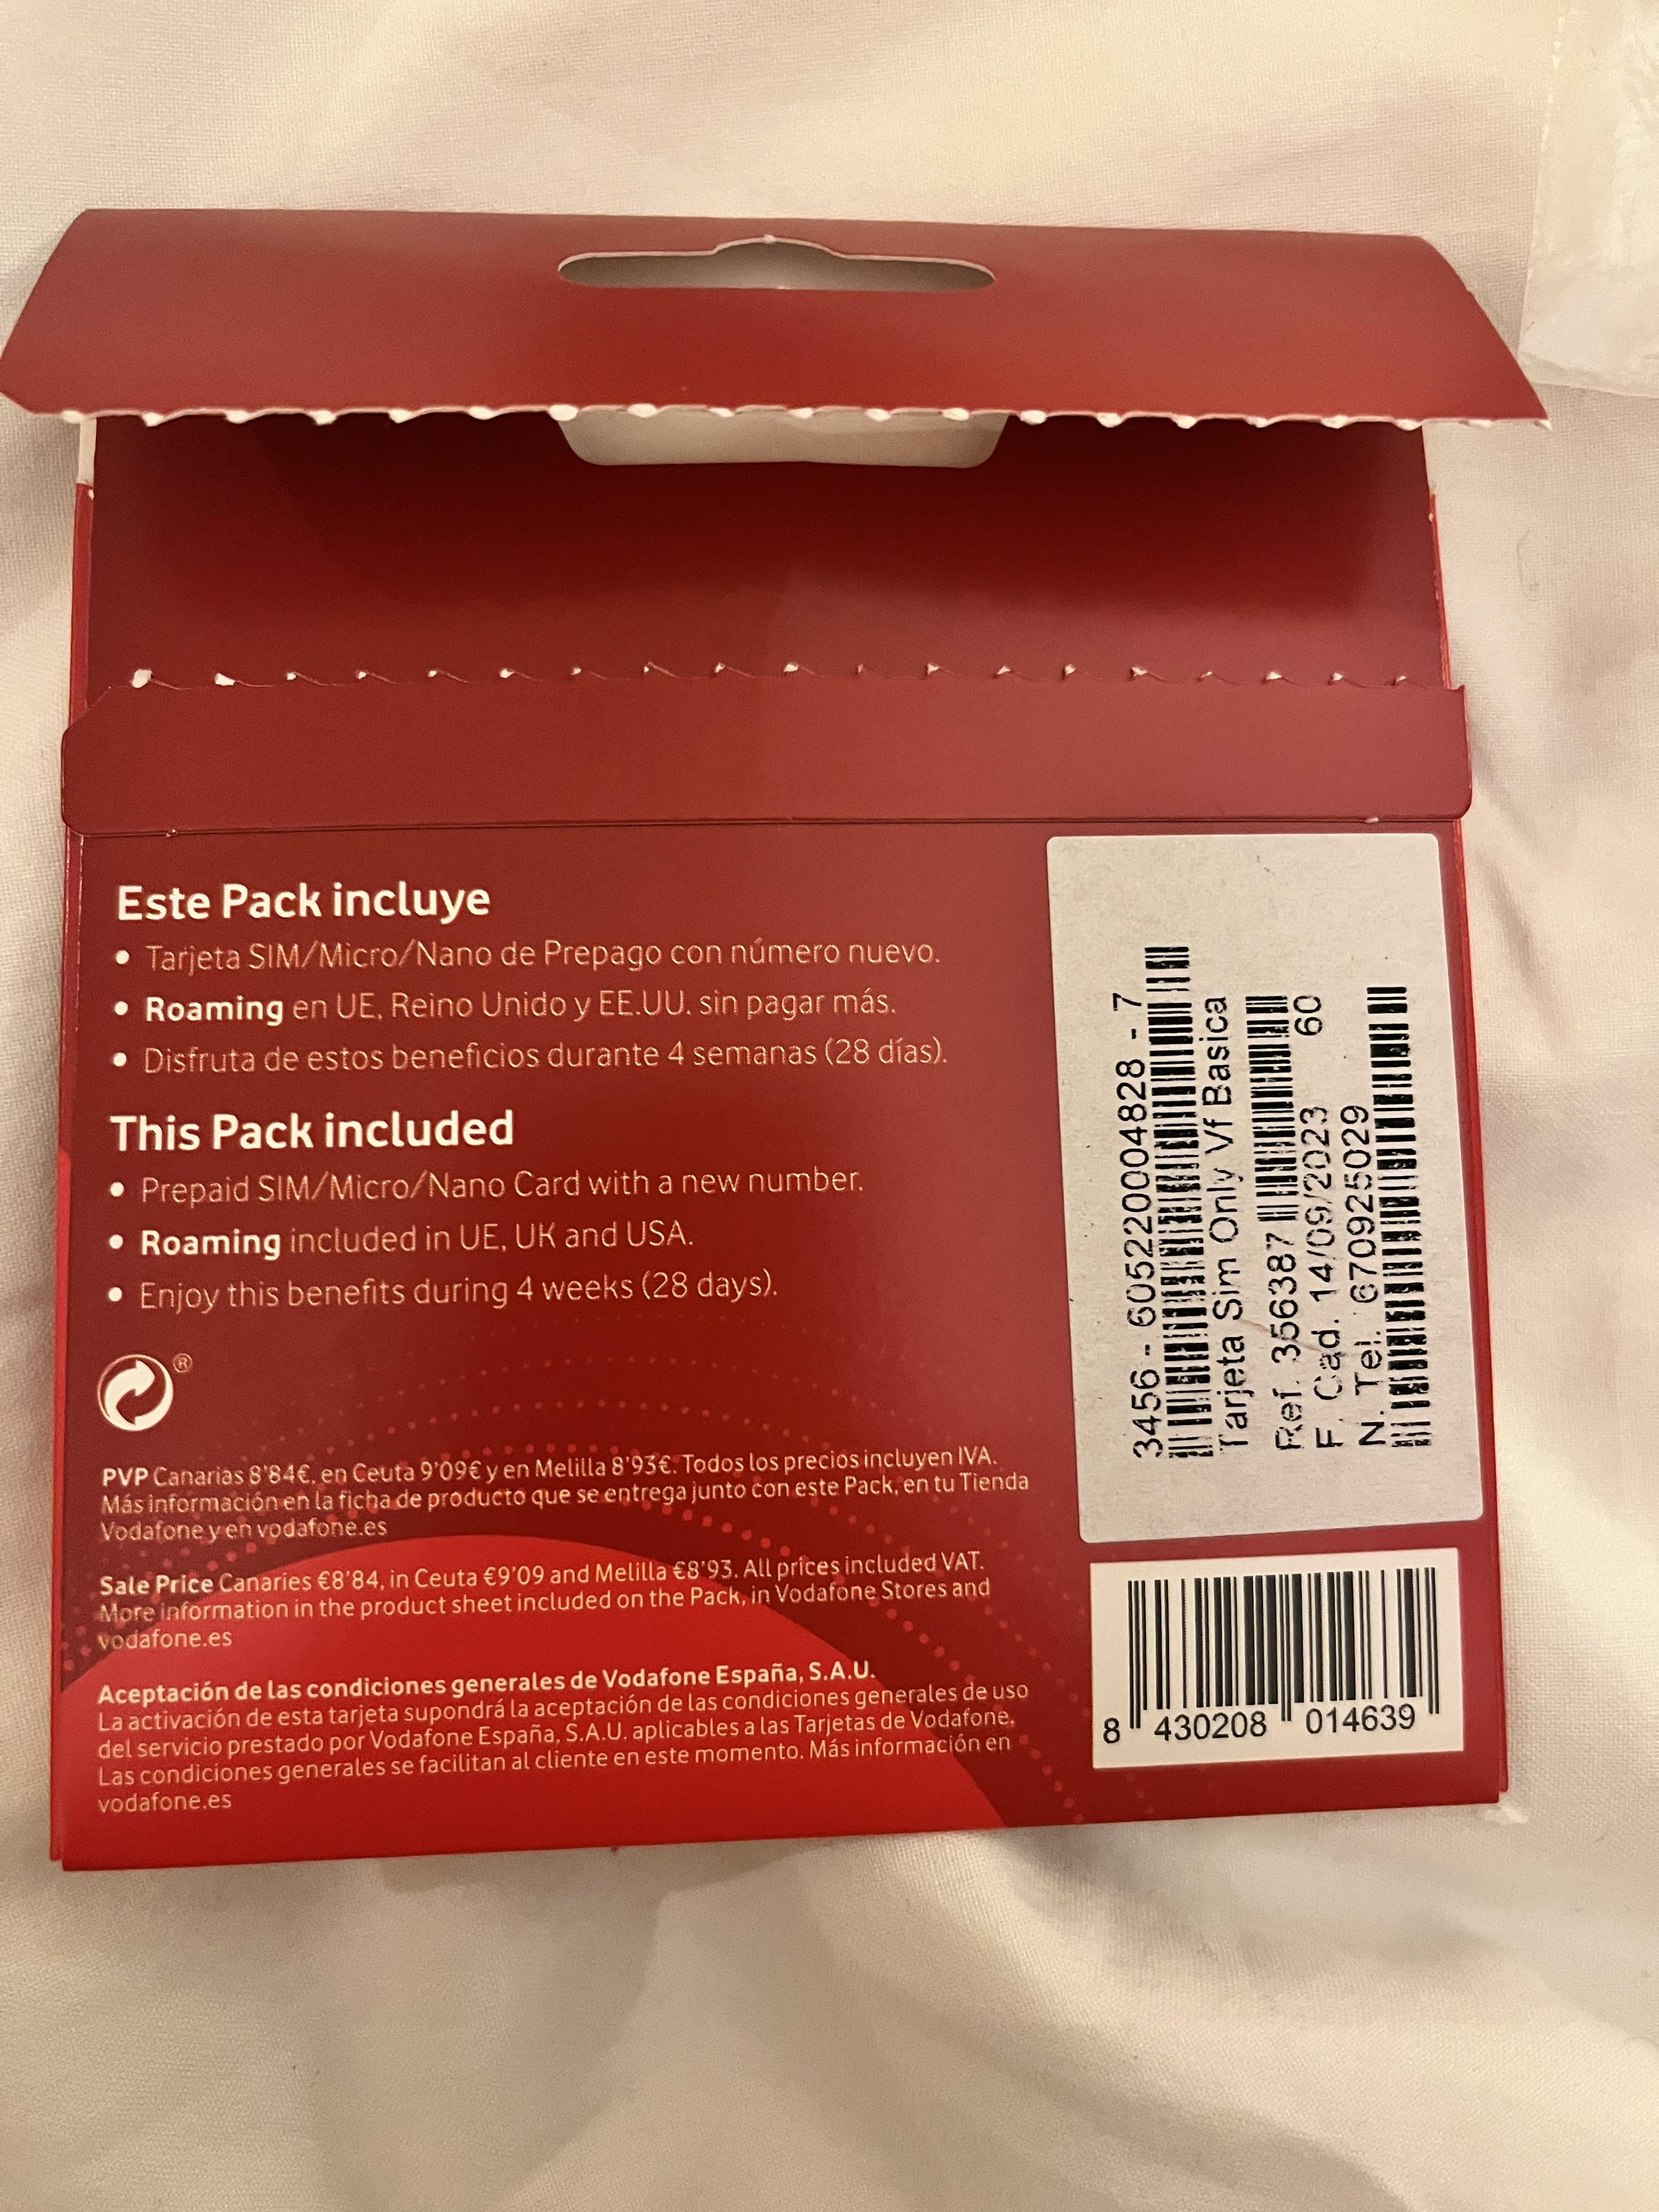 Este Pack incluye
• Tarjeta SIM/Micro/Nano de Prepago con número nuevo.
• Roaming en UE, Reino Unido y EE.UU. sin pagar más.
• Disfruta de estos beneficios durante 4 semanas (28 días).
This Pack included
• Prepaid SIM/Micro/Nano Card with a new number.
• Roaming included in UE, UK and USA.
• Enjoy this benefits during 4 weeks (28 days).
®
PVP Canarias 8'84€, en Ceuta 9'09€ y en Melilla 8'93€. Todos los precios incluyen IVA.
Más información en la ficha de producto que se entrega junto con este Pack, en tu Tienda
Vodafone y en vodafone.es
Sale Price Canaries €8'84, in Ceuta €9'09 and Melilla €8'93. All prices included VAT.
More information in the product sheet included on the Pack, in Vodafone Stores and
vodafone.es
Aceptación de las condiciones generales de Vodafone España, S.A.U.
La activación de esta tarjeta supondrá la aceptación de las condiciones generales de uso
del servicio prestado por Vodafone España, S.A.U. aplicables a las Tarjetas de Vodafone.
Las condiciones generales se facilitan al cliente en este momento. Más información en
vodafone.es
3456 - 605220004828 - 7
Tarjeta Sim Only Vf Basica
Ref. 356387
F. Cad. 14/09/2023 60
N. Tel. 670925029
8 430208 014639